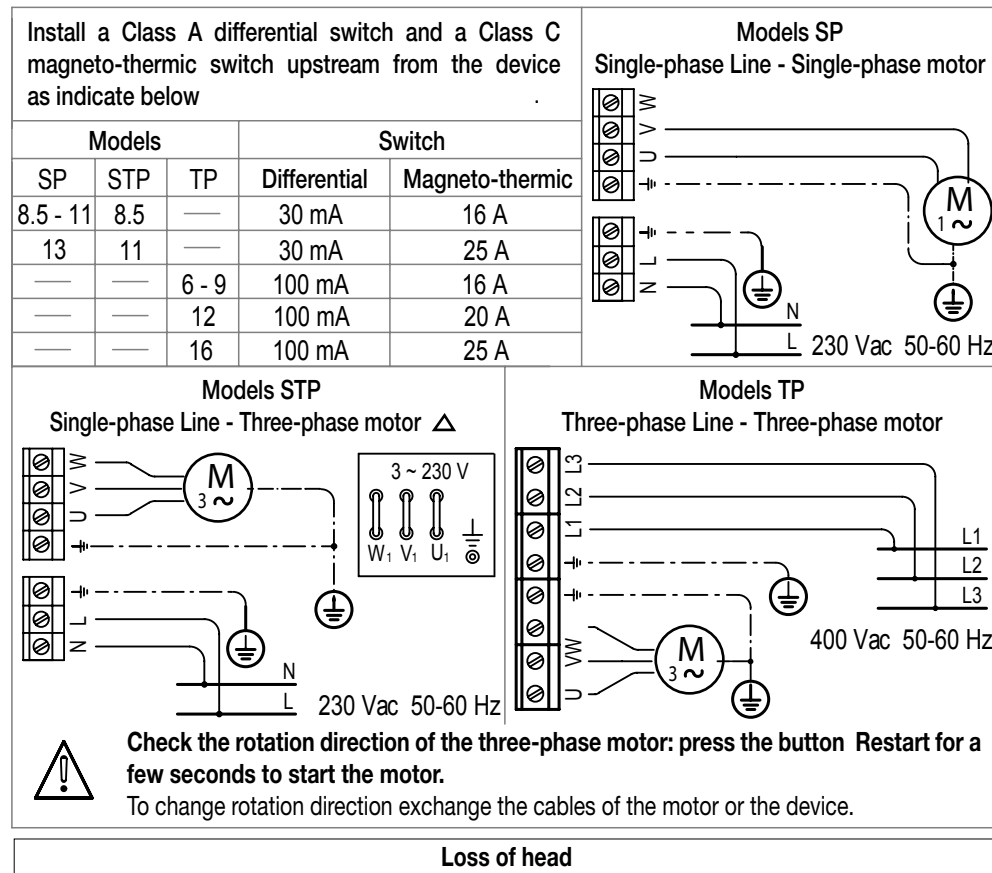 Install a Class A differential switch and a Class C
magneto-thermic switch upstream from the device
as indicate below .
Models Switch
SP STP TP Differential Magneto-thermic
8.5 - 11 8.5 — 30 mA 16 A
13 11 — 30 mA 25 A
— — 6 - 9 100 mA 16 A
— — 12 100 mA 20 A
— — 16 100 mA 25 A
Models SP
Single-phase Line - Single-phase motor
W
V
U
M
1 ~
L
N
N
L
230 Vac 50-60 Hz
Models STP
Single-phase Line - Three-phase motor △
W
V
U
M
3 ~
3 ~ 230 V
W1 V1 U1
L
N
N
L
230 Vac 50-60 Hz
Models TP
Three-phase Line - Three-phase motor
L3
L2
L1
L1
L2
L3
400 Vac 50-60 Hz
VW
U
M
3 ~
Check the rotation direction of the three-phase motor: press the button Restart for a
few seconds to start the motor.
To change rotation direction exchange the cables of the motor or the device.
Loss of head